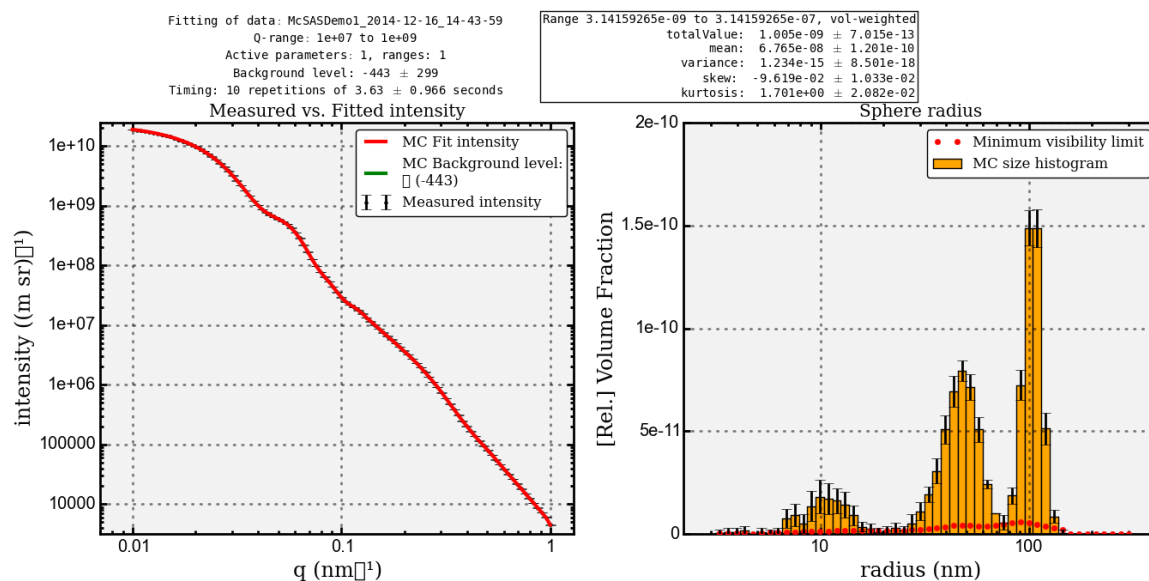 Fitting of data: McSASDemo1_2014-12-16_14-43-59
Q-range: 1e+07 to 1e+09
Active parameters: 1, ranges: 1
Background level: -443 ± 299
Timing: 10 repetitions of 3.63 ± 0.966 seconds
Range 3.14159265e-09 to 3.14159265e-07, vol-weighted
totalValue: 1.005e-09 ± 7.015e-13
mean: 6.765e-08 ± 1.201e-10
variance: 1.234e-15 ± 8.501e-18
skew: -9.619e-02 ± 1.033e-02
kurtosis: 1.701e+00 ± 2.082e-02
Measured vs. Fitted intensity
MC Fit intensity
MC Background level:
▯ (-443)
Measured intensity
1e+10
1e+09
1e+08
1e+07
1e+06
100000
10000
intensity ((m sr)▯¹)
0.01
0.1
1
q (nm▯¹)
Sphere radius
Minimum visibility limit
MC size histogram
2e-10
1.5e-10
1e-10
5e-11
0
[Rel.] Volume Fraction
10
100
radius (nm)